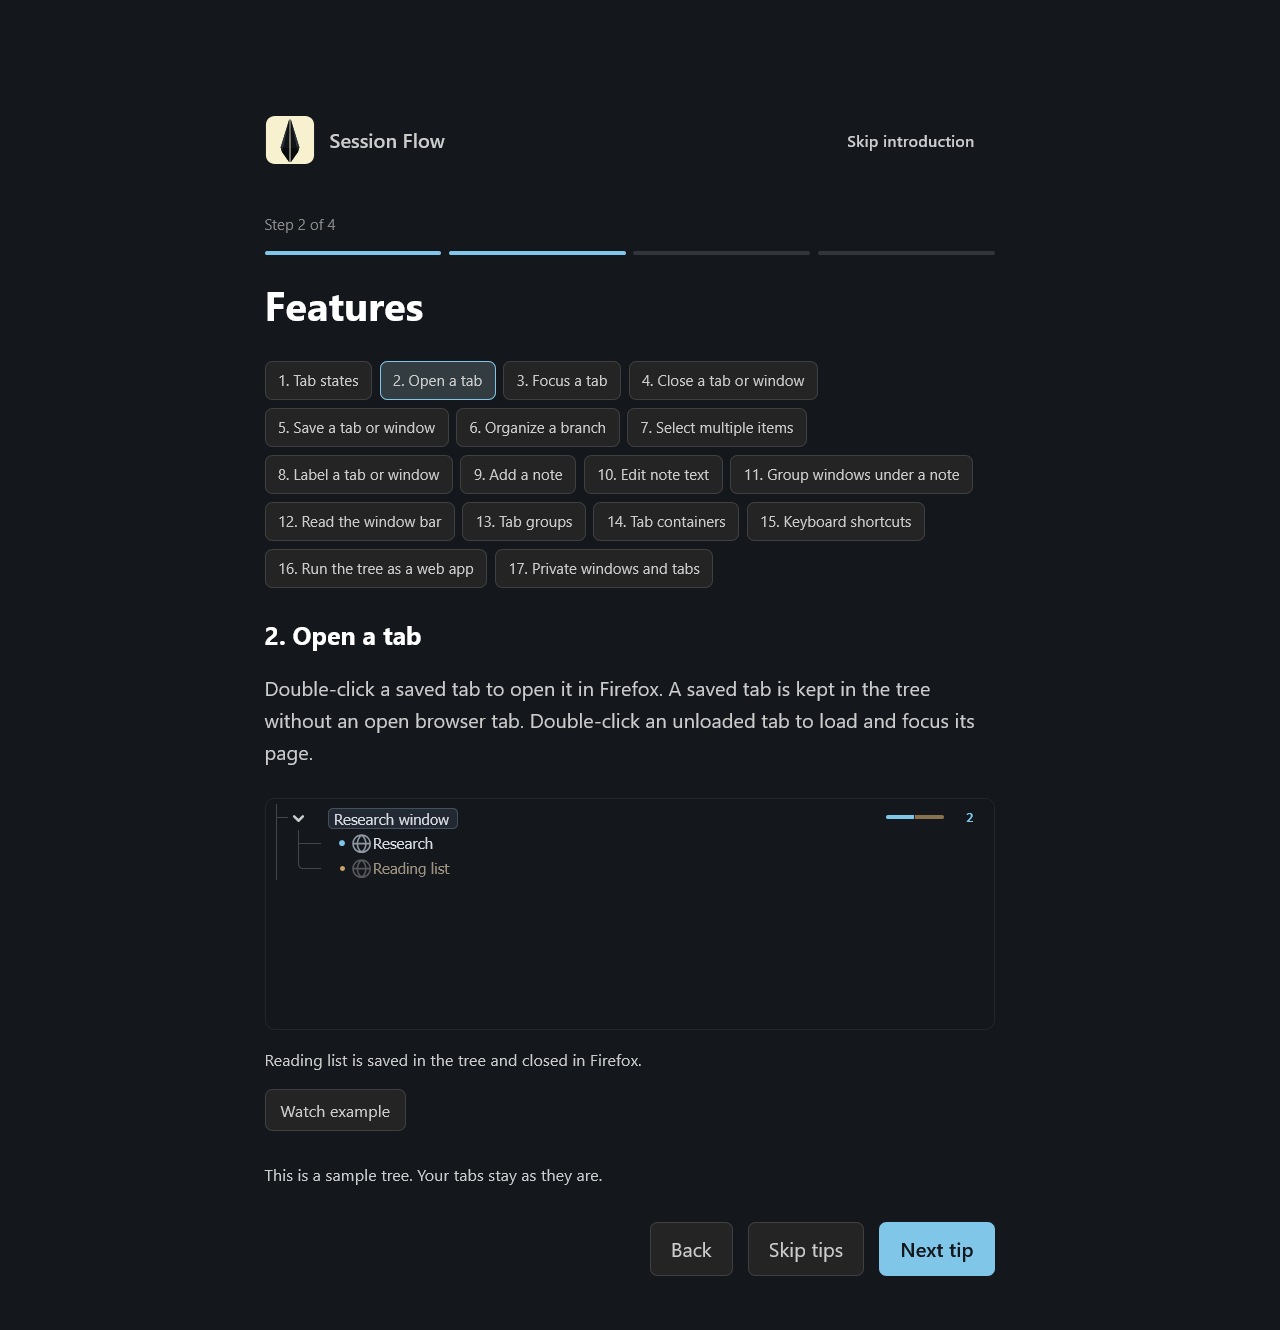 Session Flow
Skip introduction
Step 2 of 4
Features
1. Tab states
2. Open a tab
3. Focus a tab
4. Close a tab or window
5. Save a tab or window
6. Organize a branch
7. Select multiple items
8. Label a tab or window
9. Add a note
10. Edit note text
11. Group windows under a note
12. Read the window bar
13. Tab groups
14. Tab containers
15. Keyboard shortcuts
16. Run the tree as a web app
17. Private windows and tabs
2. Open a tab
Double-click a saved tab to open it in Firefox. A saved tab is kept in the tree
without an open browser tab. Double-click an unloaded tab to load and focus its
page.
Research window
2
Research
Reading list
Reading list is saved in the tree and closed in Firefox.
Watch example
This is a sample tree. Your tabs stay as they are.
Back
Skip tips
Next tip